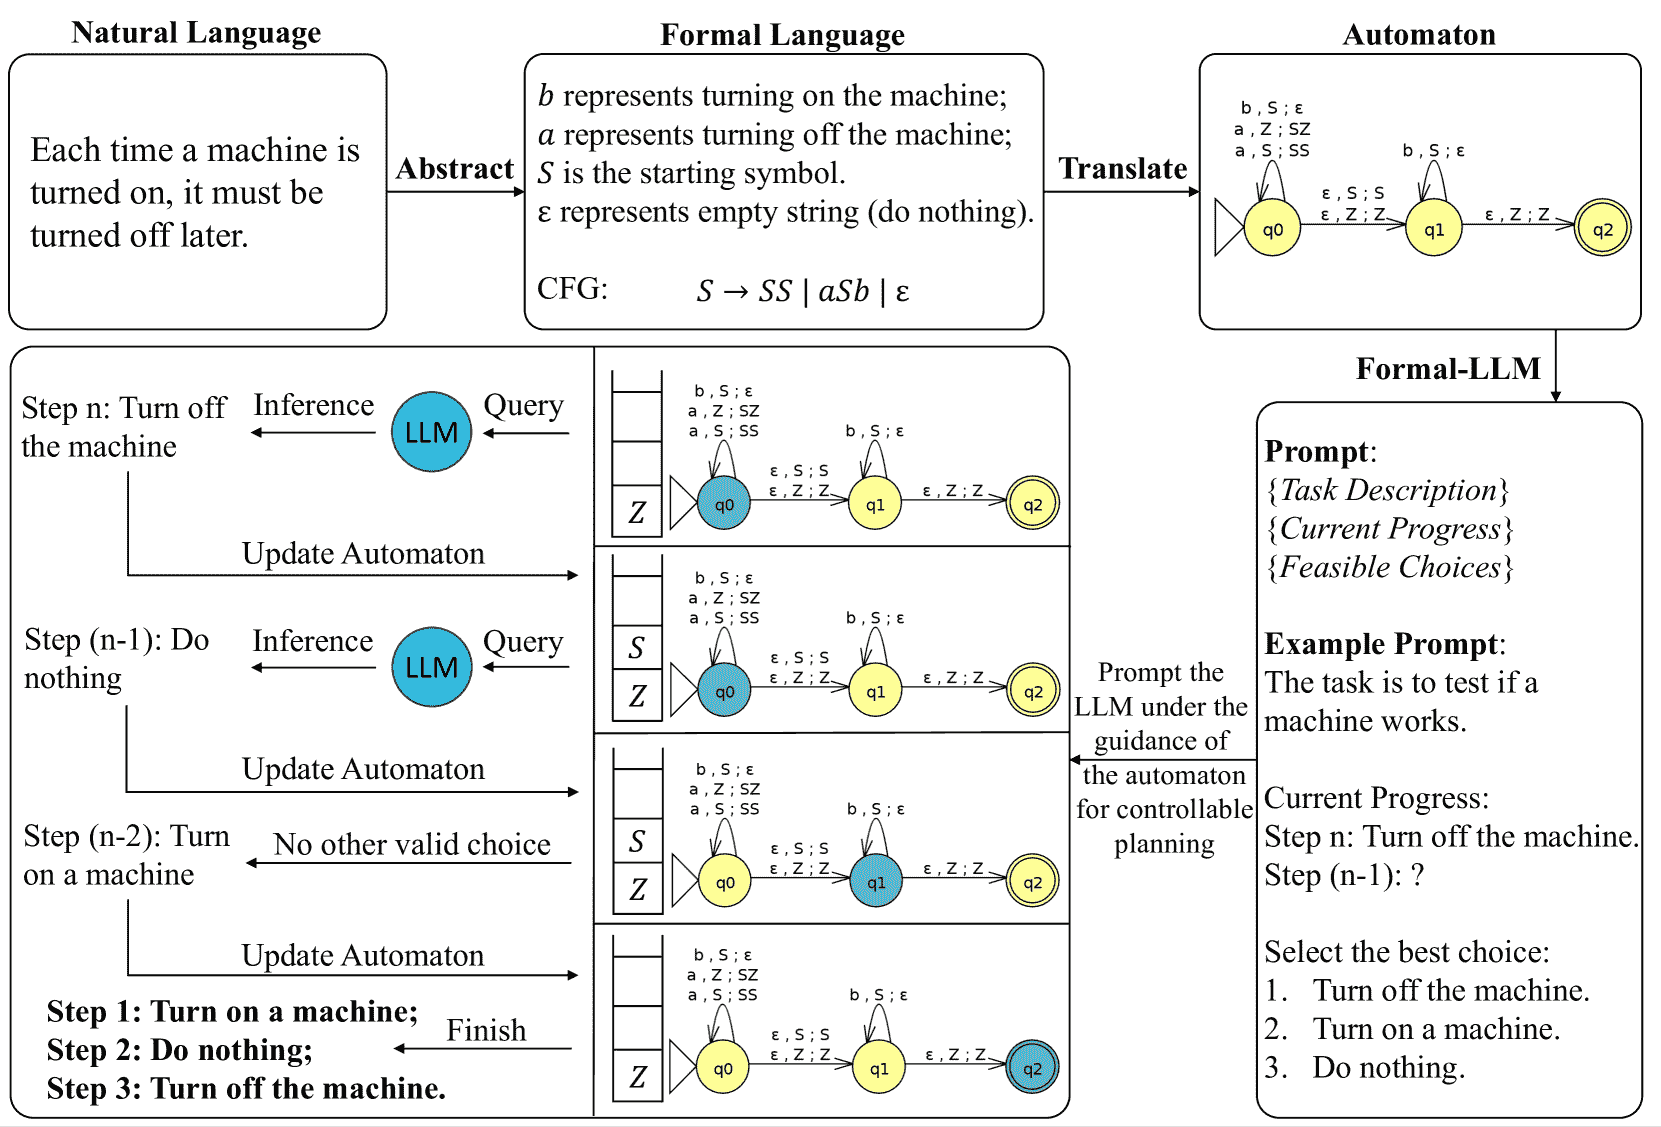 Natural Language
Each time a machine is
turned on, it must be
turned off later.
Abstract
Formal Language
b represents turning on the machine;
a represents turning off the machine;
S is the starting symbol.
ε represents empty string (do nothing).
CFG: S → SS | aSb | ε
Translate
Automaton
b , S ; ε
a , Z ; SZ
a , S ; SS
b , S ; ε
ε , S ; S
ε , Z ; Z
ε , Z ; Z
q0
q1
q2
Formal-LLM
Prompt:
{Task Description}
{Current Progress}
{Feasible Choices}
Example Prompt:
The task is to test if a
machine works.
Current Progress:
Step n: Turn off the machine.
Step (n-1): ?
Select the best choice:
1. Turn off the machine.
2. Turn on a machine.
3. Do nothing.
Prompt the
LLM under the
guidance of
the automaton
for controllable
planning
Step n: Turn off
the machine
Inference
LLM
Query
Z
b , S ; ε
a , Z ; SZ
a , S ; SS
b , S ; ε
ε , S ; S
ε , Z ; Z
ε , Z ; Z
q0
q1
q2
Update Automaton
Step (n-1): Do
nothing
Inference
LLM
Query
S
Z
b , S ; ε
a , Z ; SZ
a , S ; SS
b , S ; ε
ε , S ; S
ε , Z ; Z
ε , Z ; Z
q0
q1
q2
Update Automaton
Step (n-2): Turn
on a machine
No other valid choice
S
Z
b , S ; ε
a , Z ; SZ
a , S ; SS
b , S ; ε
ε , S ; S
ε , Z ; Z
ε , Z ; Z
q0
q1
q2
Update Automaton
Step 1: Turn on a machine;
Step 2: Do nothing;
Step 3: Turn off the machine.
Finish
Z
b , S ; ε
a , Z ; SZ
a , S ; SS
b , S ; ε
ε , S ; S
ε , Z ; Z
ε , Z ; Z
q0
q1
q2